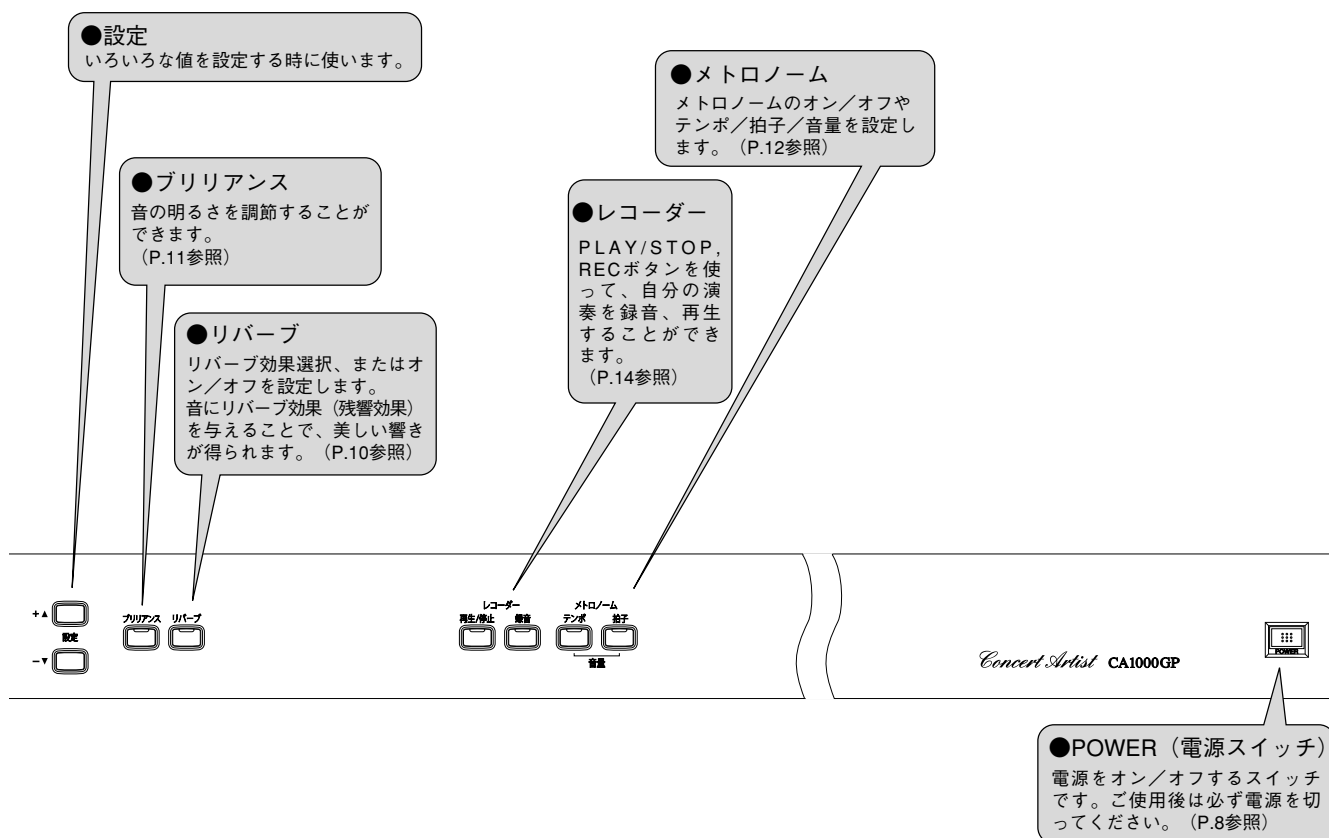 ●設定
いろいろな値を設定する時に使います。
●メトロノーム
メトロノームのオン／オフや
テンポ／拍子／音量を設定し
ます。（P.12参照）
●ブリリアンス
音の明るさを調節することが
できます。
（P.11参照）
●レコーダー
PLAY/STOP,
RECボタンを使
って、自分の演
奏を録音、再生
することができ
ます。
（P.14参照）
●リバーブ
リバーブ効果選択、またはオ
ン／オフを設定します。
音にリバーブ効果（残響効果）
を与えることで、美しい響き
が得られます。（P.10参照）
+▲
設定
−▼
ブリリアンス
リバーブ
レコーダー
再生/停止
録音
メトロノーム
テンポ
拍子
音量
Concert Artist CA1000GP
POWER
●POWER（電源スイッチ）
電源をオン／オフするスイッチ
です。ご使用後は必ず電源を切
ってください。（P.8参照）